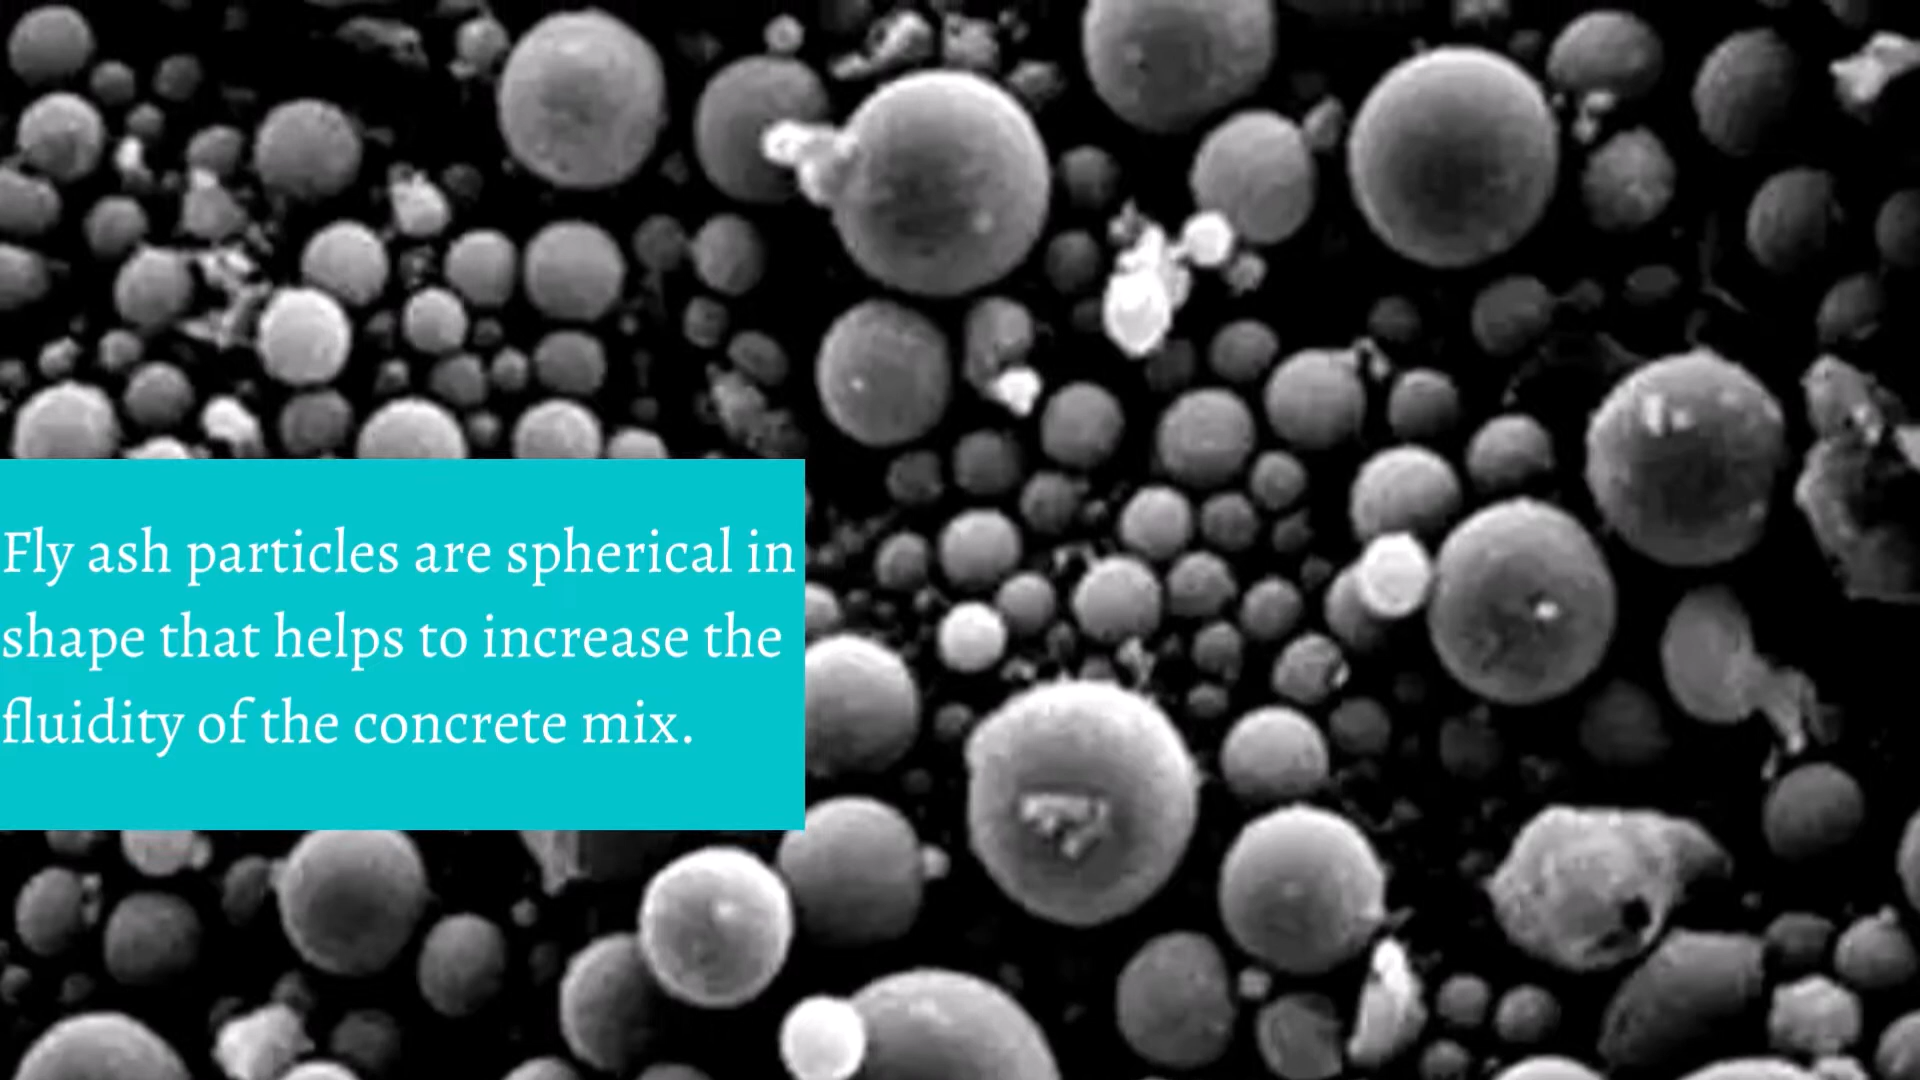 Fly ash particles are spherical in
shape that helps to increase the
fluidity of the concrete mix.